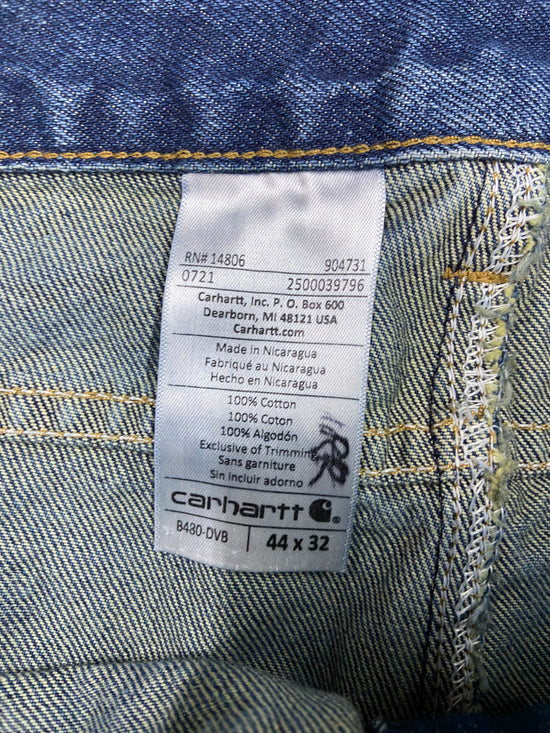 RN# 14806 904731
0721 2500039796
Carhartt, Inc. P. O. Box 600
Dearborn, MI 48121 USA
Carhartt.com
Made in Nicaragua
Fabriqué au Nicaragua
Hecho en Nicaragua
100% Cotton
100% Coton
100% Algodón
Exclusive of Trimming
Sans garniture
Sin incluir adorno
carhartt
B480-DVB 44 x 32